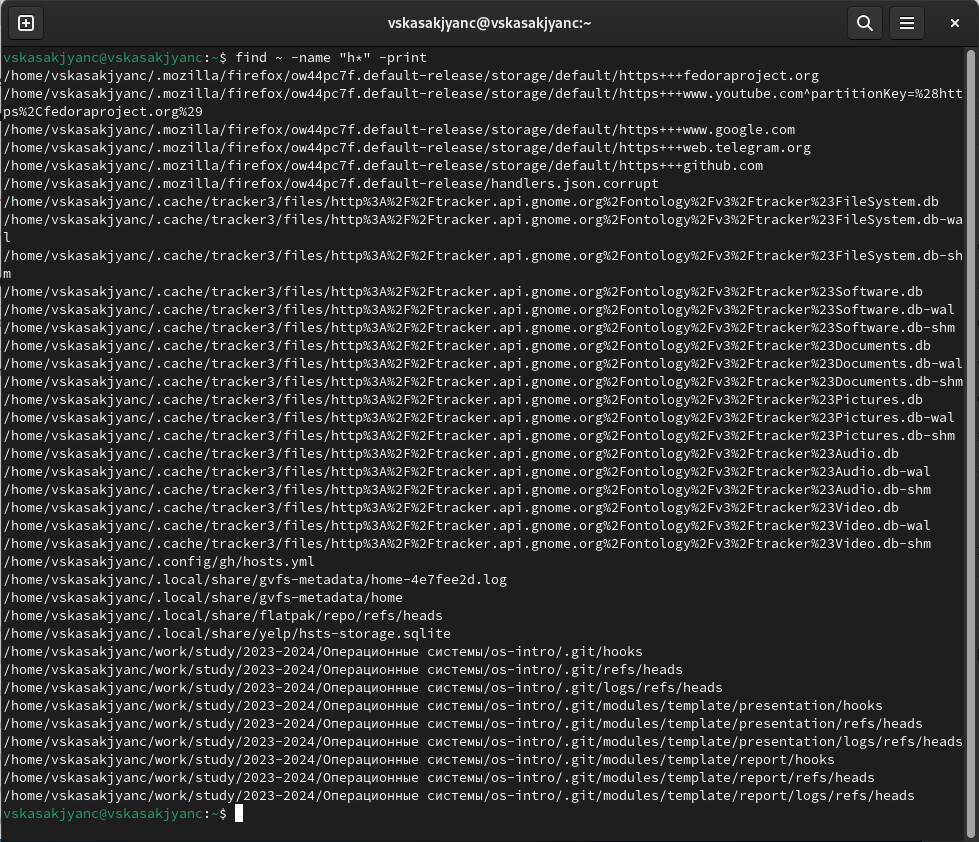 vskasakjyanc@vskasakjyanc:~
vskasakjyanc@vskasakjyanc:~$ find ~ -name "h*" -print
/home/vskasakjyanc/.mozilla/firefox/ow44pc7f.default-release/storage/default/https+++fedoraproject.org
/home/vskasakjyanc/.mozilla/firefox/ow44pc7f.default-release/storage/default/https+++www.youtube.com^partitionKey=%28htt
ps%2Cfedoraproject.org%29
/home/vskasakjyanc/.mozilla/firefox/ow44pc7f.default-release/storage/default/https+++www.google.com
/home/vskasakjyanc/.mozilla/firefox/ow44pc7f.default-release/storage/default/https+++web.telegram.org
/home/vskasakjyanc/.mozilla/firefox/ow44pc7f.default-release/storage/default/https+++github.com
/home/vskasakjyanc/.mozilla/firefox/ow44pc7f.default-release/handlers.json.corrupt
/home/vskasakjyanc/.cache/tracker3/files/http%3A%2F%2Ftracker.api.gnome.org%2Fontology%2Fv3%2Ftracker%23FileSystem.db
/home/vskasakjyanc/.cache/tracker3/files/http%3A%2F%2Ftracker.api.gnome.org%2Fontology%2Fv3%2Ftracker%23FileSystem.db-wa
l
/home/vskasakjyanc/.cache/tracker3/files/http%3A%2F%2Ftracker.api.gnome.org%2Fontology%2Fv3%2Ftracker%23FileSystem.db-sh
m
/home/vskasakjyanc/.cache/tracker3/files/http%3A%2F%2Ftracker.api.gnome.org%2Fontology%2Fv3%2Ftracker%23Software.db
/home/vskasakjyanc/.cache/tracker3/files/http%3A%2F%2Ftracker.api.gnome.org%2Fontology%2Fv3%2Ftracker%23Software.db-wal
/home/vskasakjyanc/.cache/tracker3/files/http%3A%2F%2Ftracker.api.gnome.org%2Fontology%2Fv3%2Ftracker%23Software.db-shm
/home/vskasakjyanc/.cache/tracker3/files/http%3A%2F%2Ftracker.api.gnome.org%2Fontology%2Fv3%2Ftracker%23Documents.db
/home/vskasakjyanc/.cache/tracker3/files/http%3A%2F%2Ftracker.api.gnome.org%2Fontology%2Fv3%2Ftracker%23Documents.db-wal
/home/vskasakjyanc/.cache/tracker3/files/http%3A%2F%2Ftracker.api.gnome.org%2Fontology%2Fv3%2Ftracker%23Documents.db-shm
/home/vskasakjyanc/.cache/tracker3/files/http%3A%2F%2Ftracker.api.gnome.org%2Fontology%2Fv3%2Ftracker%23Pictures.db
/home/vskasakjyanc/.cache/tracker3/files/http%3A%2F%2Ftracker.api.gnome.org%2Fontology%2Fv3%2Ftracker%23Pictures.db-wal
/home/vskasakjyanc/.cache/tracker3/files/http%3A%2F%2Ftracker.api.gnome.org%2Fontology%2Fv3%2Ftracker%23Pictures.db-shm
/home/vskasakjyanc/.cache/tracker3/files/http%3A%2F%2Ftracker.api.gnome.org%2Fontology%2Fv3%2Ftracker%23Audio.db
/home/vskasakjyanc/.cache/tracker3/files/http%3A%2F%2Ftracker.api.gnome.org%2Fontology%2Fv3%2Ftracker%23Audio.db-wal
/home/vskasakjyanc/.cache/tracker3/files/http%3A%2F%2Ftracker.api.gnome.org%2Fontology%2Fv3%2Ftracker%23Audio.db-shm
/home/vskasakjyanc/.cache/tracker3/files/http%3A%2F%2Ftracker.api.gnome.org%2Fontology%2Fv3%2Ftracker%23Video.db
/home/vskasakjyanc/.cache/tracker3/files/http%3A%2F%2Ftracker.api.gnome.org%2Fontology%2Fv3%2Ftracker%23Video.db-wal
/home/vskasakjyanc/.cache/tracker3/files/http%3A%2F%2Ftracker.api.gnome.org%2Fontology%2Fv3%2Ftracker%23Video.db-shm
/home/vskasakjyanc/.config/gh/hosts.yml
/home/vskasakjyanc/.local/share/gvfs-metadata/home-4e7fee2d.log
/home/vskasakjyanc/.local/share/gvfs-metadata/home
/home/vskasakjyanc/.local/share/flatpak/repo/refs/heads
/home/vskasakjyanc/.local/share/yelp/hsts-storage.sqlite
/home/vskasakjyanc/work/study/2023-2024/Операционные системы/os-intro/.git/hooks
/home/vskasakjyanc/work/study/2023-2024/Операционные системы/os-intro/.git/refs/heads
/home/vskasakjyanc/work/study/2023-2024/Операционные системы/os-intro/.git/logs/refs/heads
/home/vskasakjyanc/work/study/2023-2024/Операционные системы/os-intro/.git/modules/template/presentation/hooks
/home/vskasakjyanc/work/study/2023-2024/Операционные системы/os-intro/.git/modules/template/presentation/refs/heads
/home/vskasakjyanc/work/study/2023-2024/Операционные системы/os-intro/.git/modules/template/presentation/logs/refs/heads
/home/vskasakjyanc/work/study/2023-2024/Операционные системы/os-intro/.git/modules/template/report/hooks
/home/vskasakjyanc/work/study/2023-2024/Операционные системы/os-intro/.git/modules/template/report/refs/heads
/home/vskasakjyanc/work/study/2023-2024/Операционные системы/os-intro/.git/modules/template/report/logs/refs/heads
vskasakjyanc@vskasakjyanc:~$